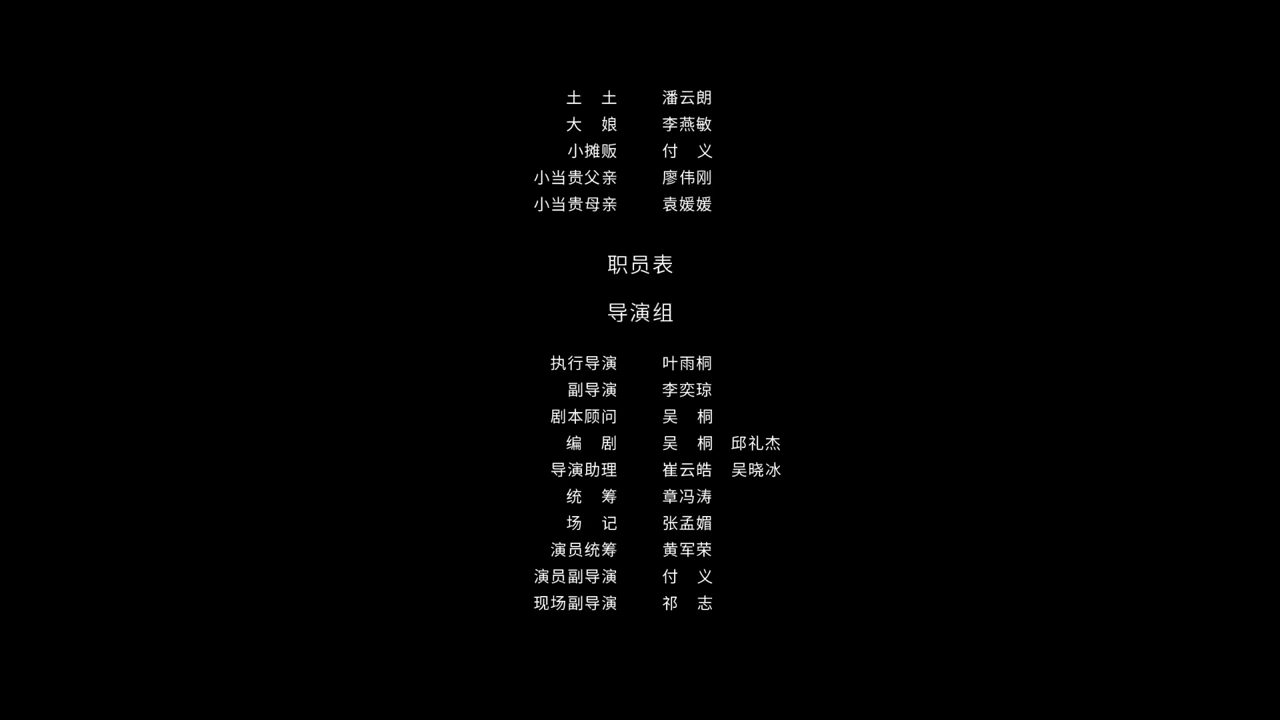 土 土 潘云朗
大 娘 李燕敏
小摊贩 付 义
小当贵父亲 廖伟刚
小当贵母亲 袁媛媛
职员表
导演组
执行导演 叶雨桐
副导演 李奕琼
剧本顾问 吴 桐
编 剧 吴 桐 邱礼杰
导演助理 崔云皓 吴晓冰
统 筹 章冯涛
场 记 张孟媚
演员统筹 黄军荣
演员副导演 付 义
现场副导演 祁 志